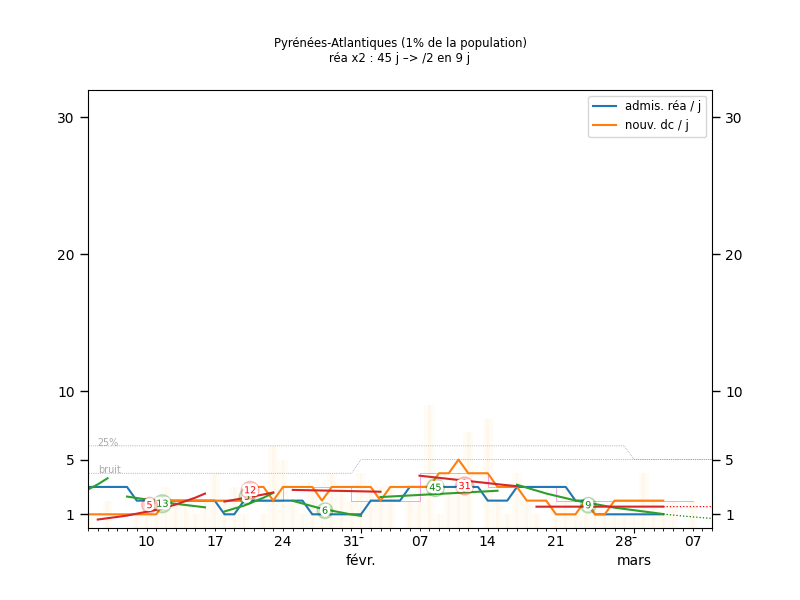 Pyrénées-Atlantiques (1% de la population)
réa x2 : 45 j –> /2 en 9 j
admis. réa / j
nouv. dc / j
30 30
20 20
10 10
25%
5 5
bruit
12
45 31
5 13
9
6
1 1
10 17 24 31 07 14 21 28 07
févr. mars